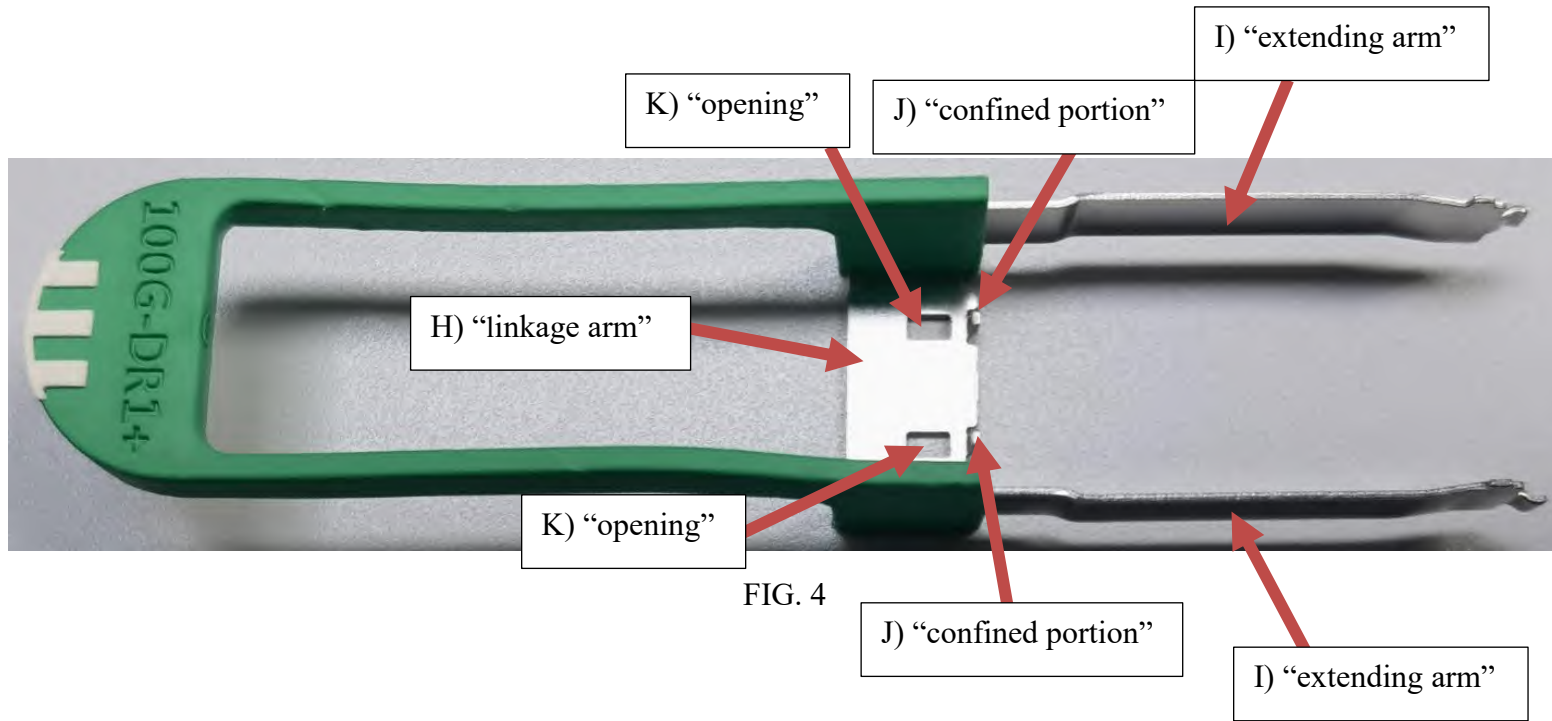 I) “extending arm”
K) “opening”
J) “confined portion”
100G-DR1+
H) “linkage arm”
K) “opening”
FIG. 4
J) “confined portion”
I) “extending arm”